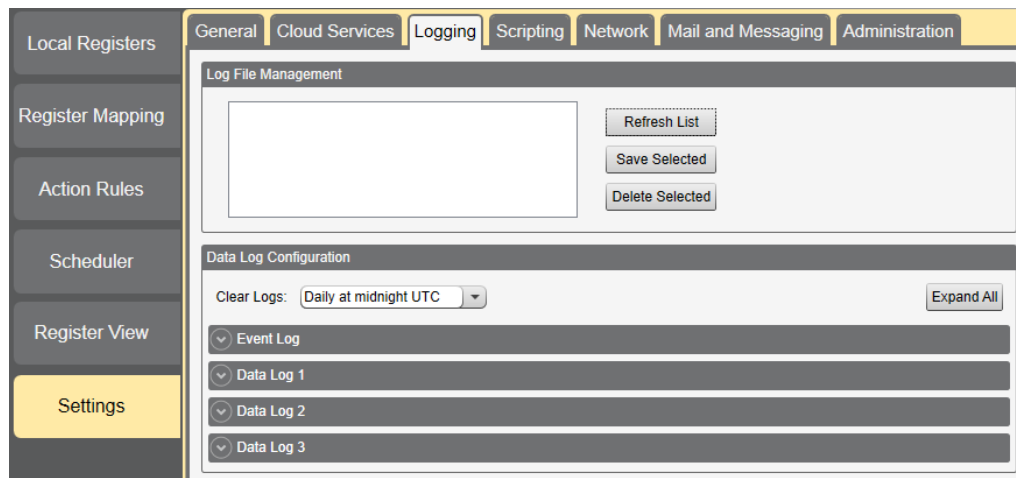 Local Registers
Register Mapping
Action Rules
Scheduler
Register View
Settings
General Cloud Services Logging Scripting Network Mail and Messaging Administration
Log File Management
Refresh List
Save Selected
Delete Selected
Data Log Configuration
Clear Logs: Daily at midnight UTC Expand All
Event Log
Data Log 1
Data Log 2
Data Log 3